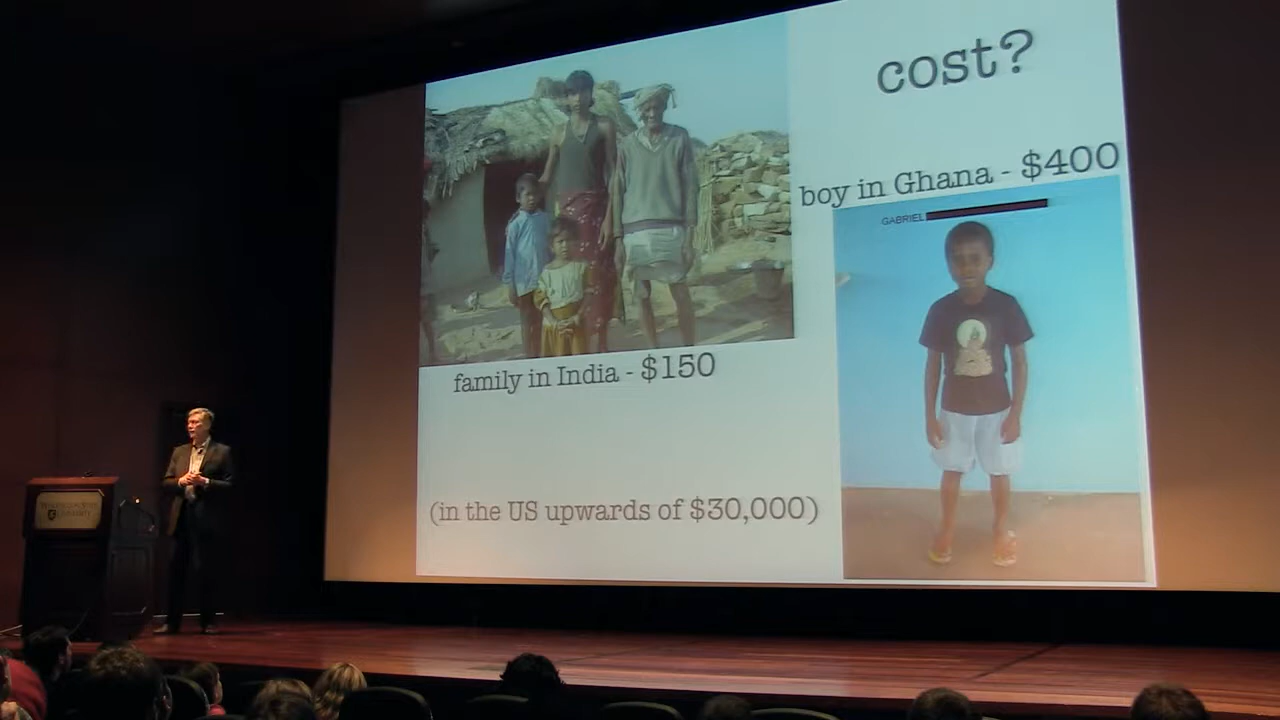 cost?
boy in Ghana - $400
GABRIEL
family in India - $150
(in the US upwards of $30,000)